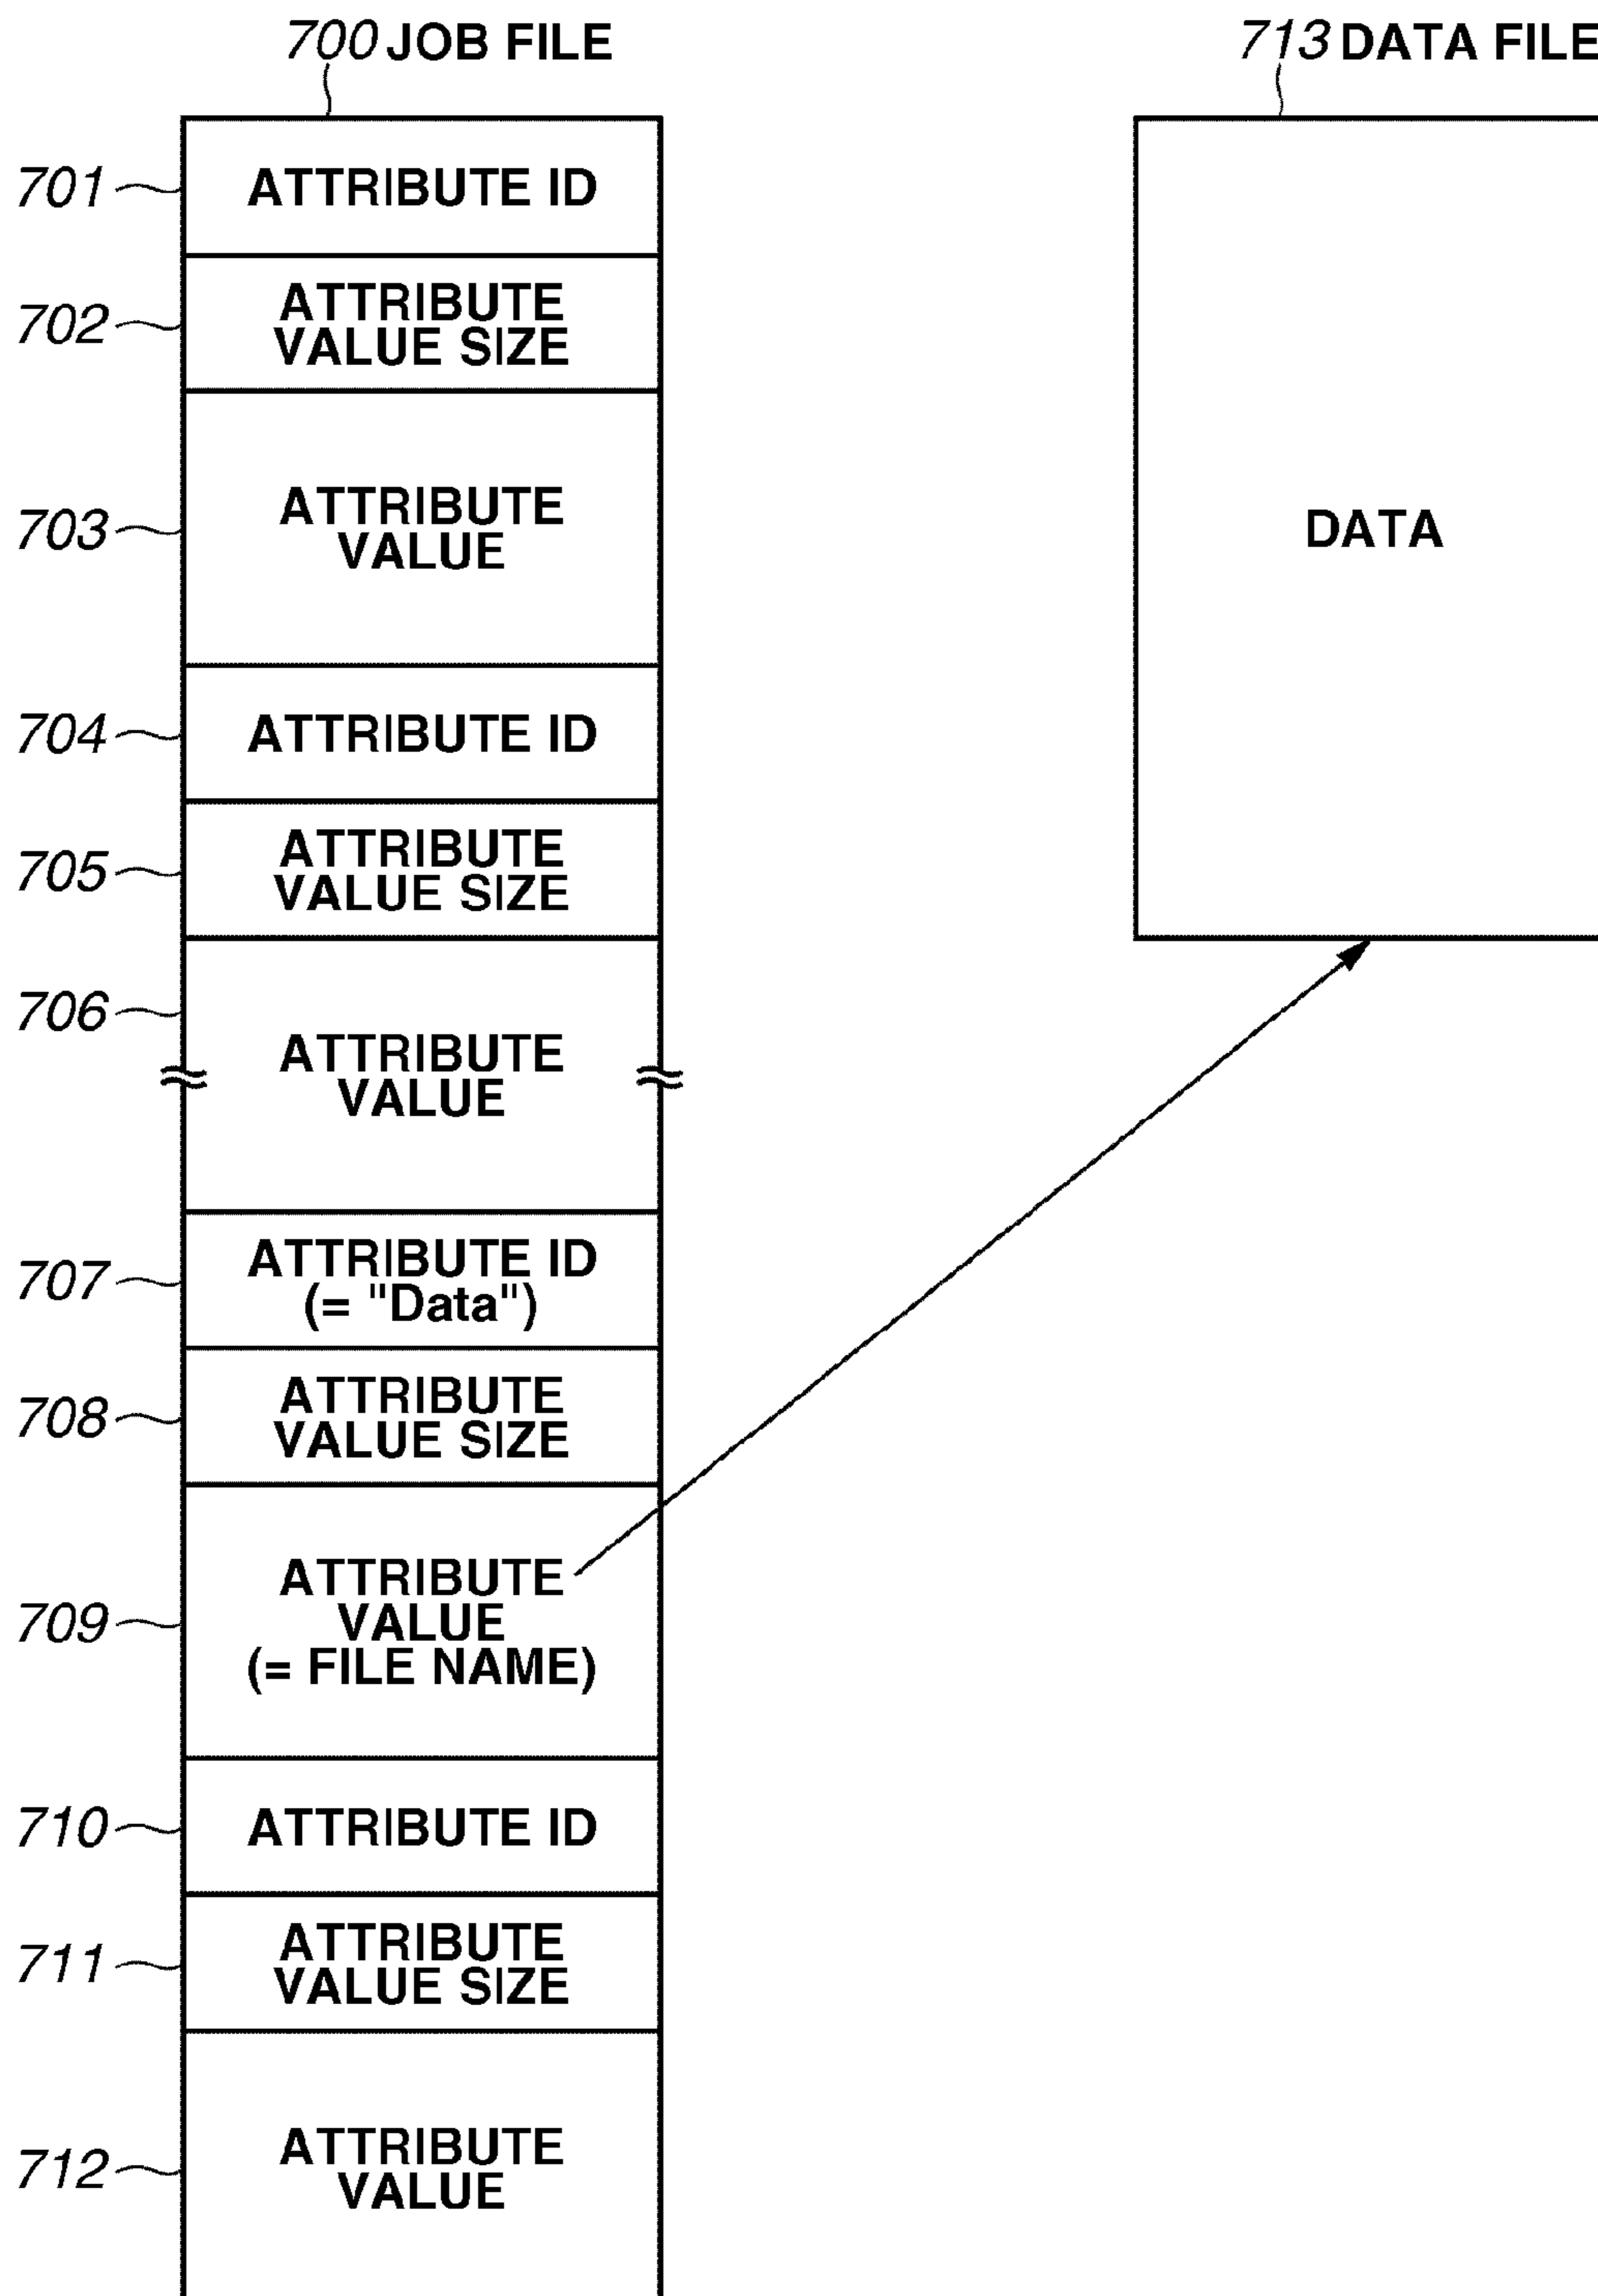 700 JOB FILE
713 DATA FILE
701
ATTRIBUTE ID
702
ATTRIBUTE
VALUE SIZE
703
ATTRIBUTE
VALUE
DATA
704
ATTRIBUTE ID
705
ATTRIBUTE
VALUE SIZE
706
ATTRIBUTE
VALUE
707
ATTRIBUTE ID
(= "Data")
708
ATTRIBUTE
VALUE SIZE
709
ATTRIBUTE
VALUE
(= FILE NAME)
710
ATTRIBUTE ID
711
ATTRIBUTE
VALUE SIZE
712
ATTRIBUTE
VALUE